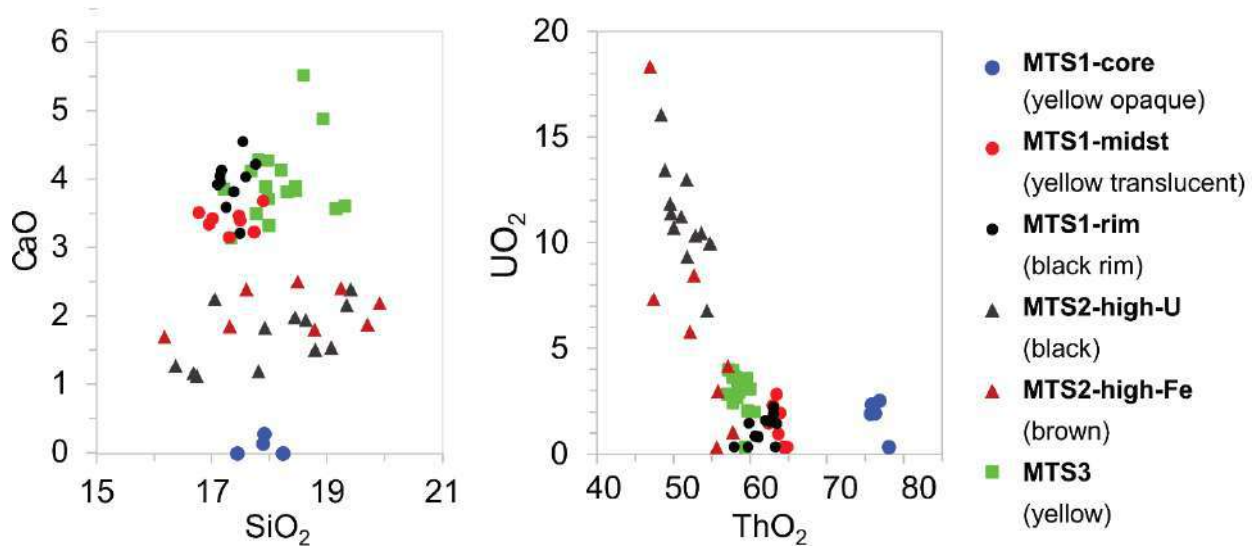 6
5
4
3
2
1
0
CaO
15 17 19 21
SiO₂
20
15
10
5
0
UO₂
40 50 60 70 80
ThO₂
MTS1-core
(yellow opaque)
MTS1-midst
(yellow translucent)
MTS1-rim
(black rim)
MTS2-high-U
(black)
MTS2-high-Fe
(brown)
MTS3
(yellow)